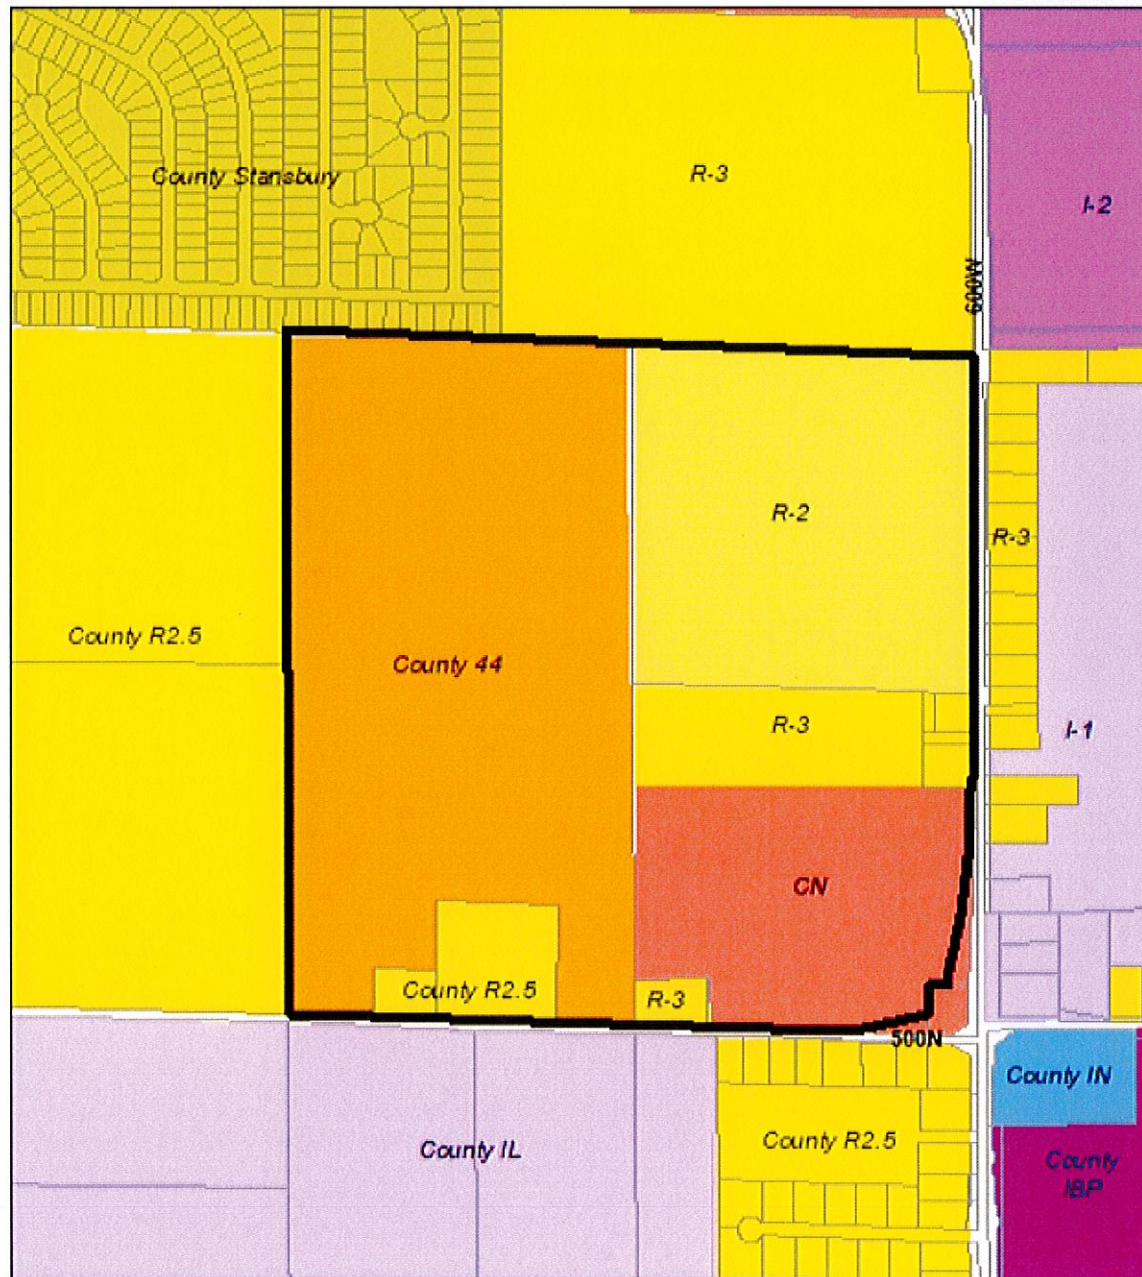 County Stansbury
R-3
I-2
600W
R-2
R-3
County R2.5
County 44
R-3
I-1
CN
County R2.5
R-3
500N
County IN
County IL
County R2.5
County
IBP